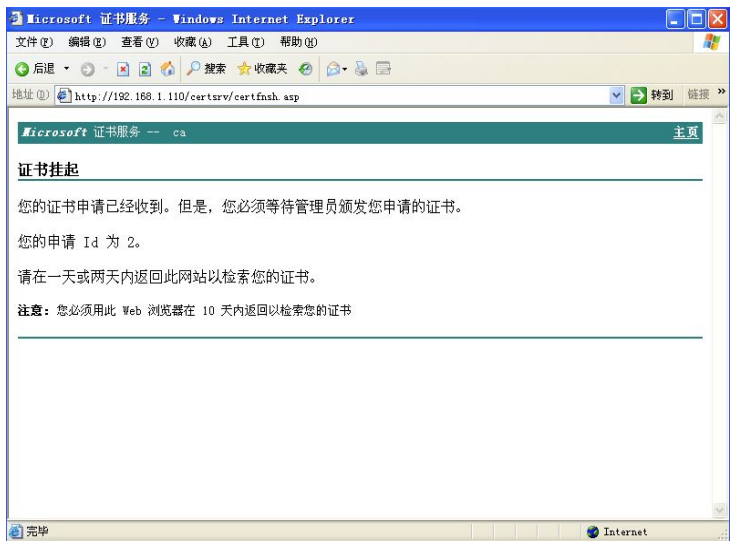 Microsoft 证书服务 - Windows Internet Explorer
文件(F) 编辑(E) 查看(V) 收藏(A) 工具(T) 帮助(H)
后退 搜索 收藏夹
地址(D) http://192.168.1.110/certsrv/certfnsh.asp 转到 链接 »
Microsoft 证书服务 -- ca 主页
证书挂起
您的证书申请已经收到。但是，您必须等待管理员颁发您申请的证书。
您的申请 Id 为 2。
请在一天或两天内返回此网站以检索您的证书。
注意：您必须用此 Web 浏览器在 10 天内返回以检索您的证书
完毕 Internet